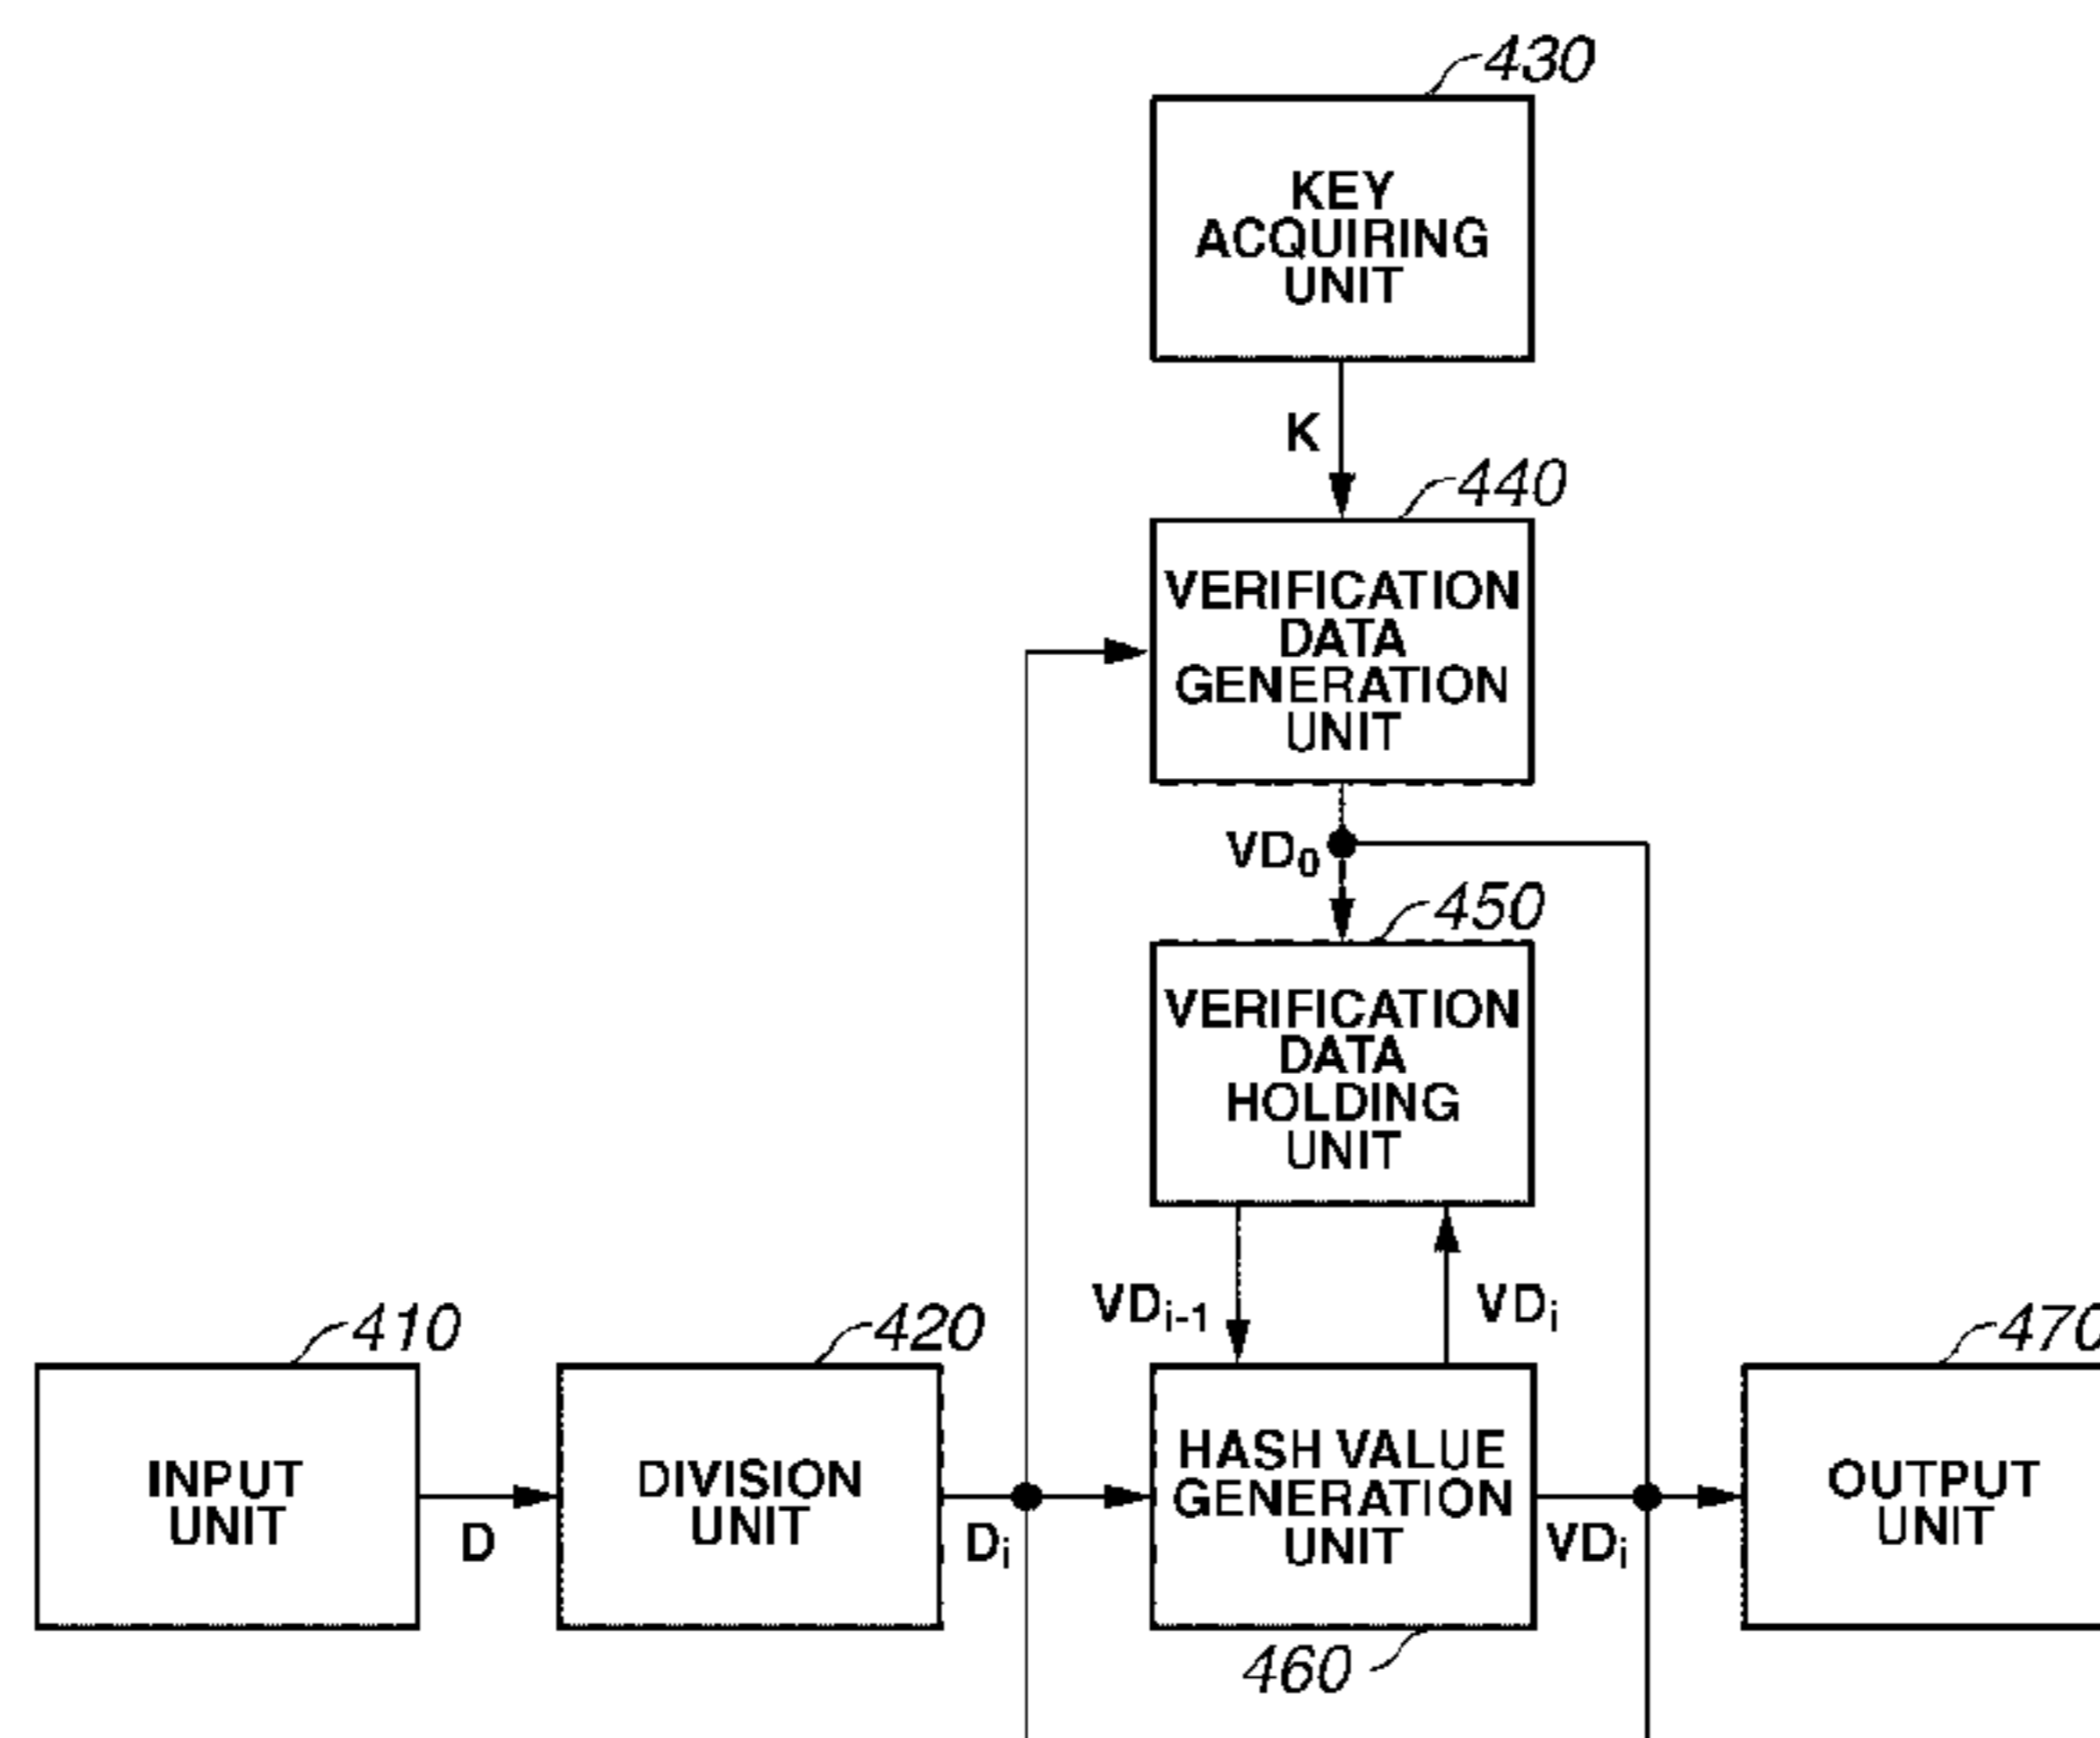 430
KEY
ACQUIRING
UNIT
K
440
VERIFICATION
DATA
GENERATION
UNIT
VD₀
450
VERIFICATION
DATA
HOLDING
UNIT
VDᵢ₋₁
VDᵢ
410
420
470
INPUT
UNIT
D
DIVISION
UNIT
Dᵢ
HASH VALUE
GENERATION
UNIT
VDᵢ
OUTPUT
UNIT
460